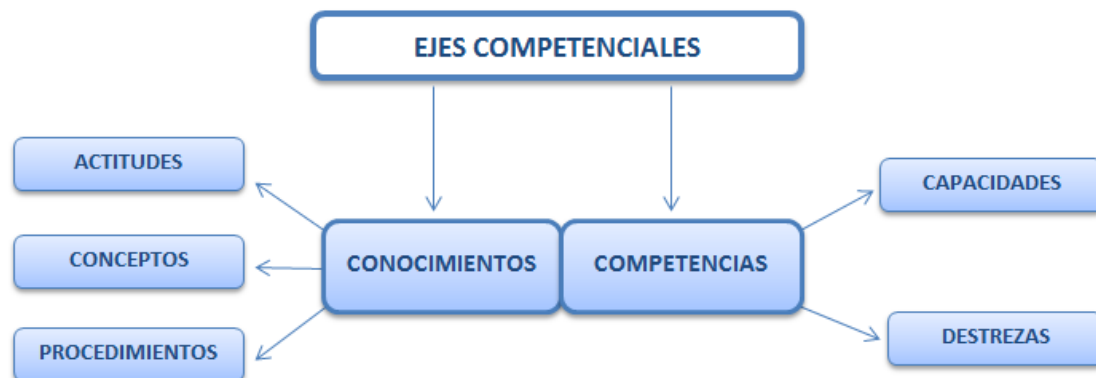 EJES COMPETENCIALES
ACTITUDES
CAPACIDADES
CONCEPTOS
CONOCIMIENTOS
COMPETENCIAS
PROCEDIMIENTOS
DESTREZAS